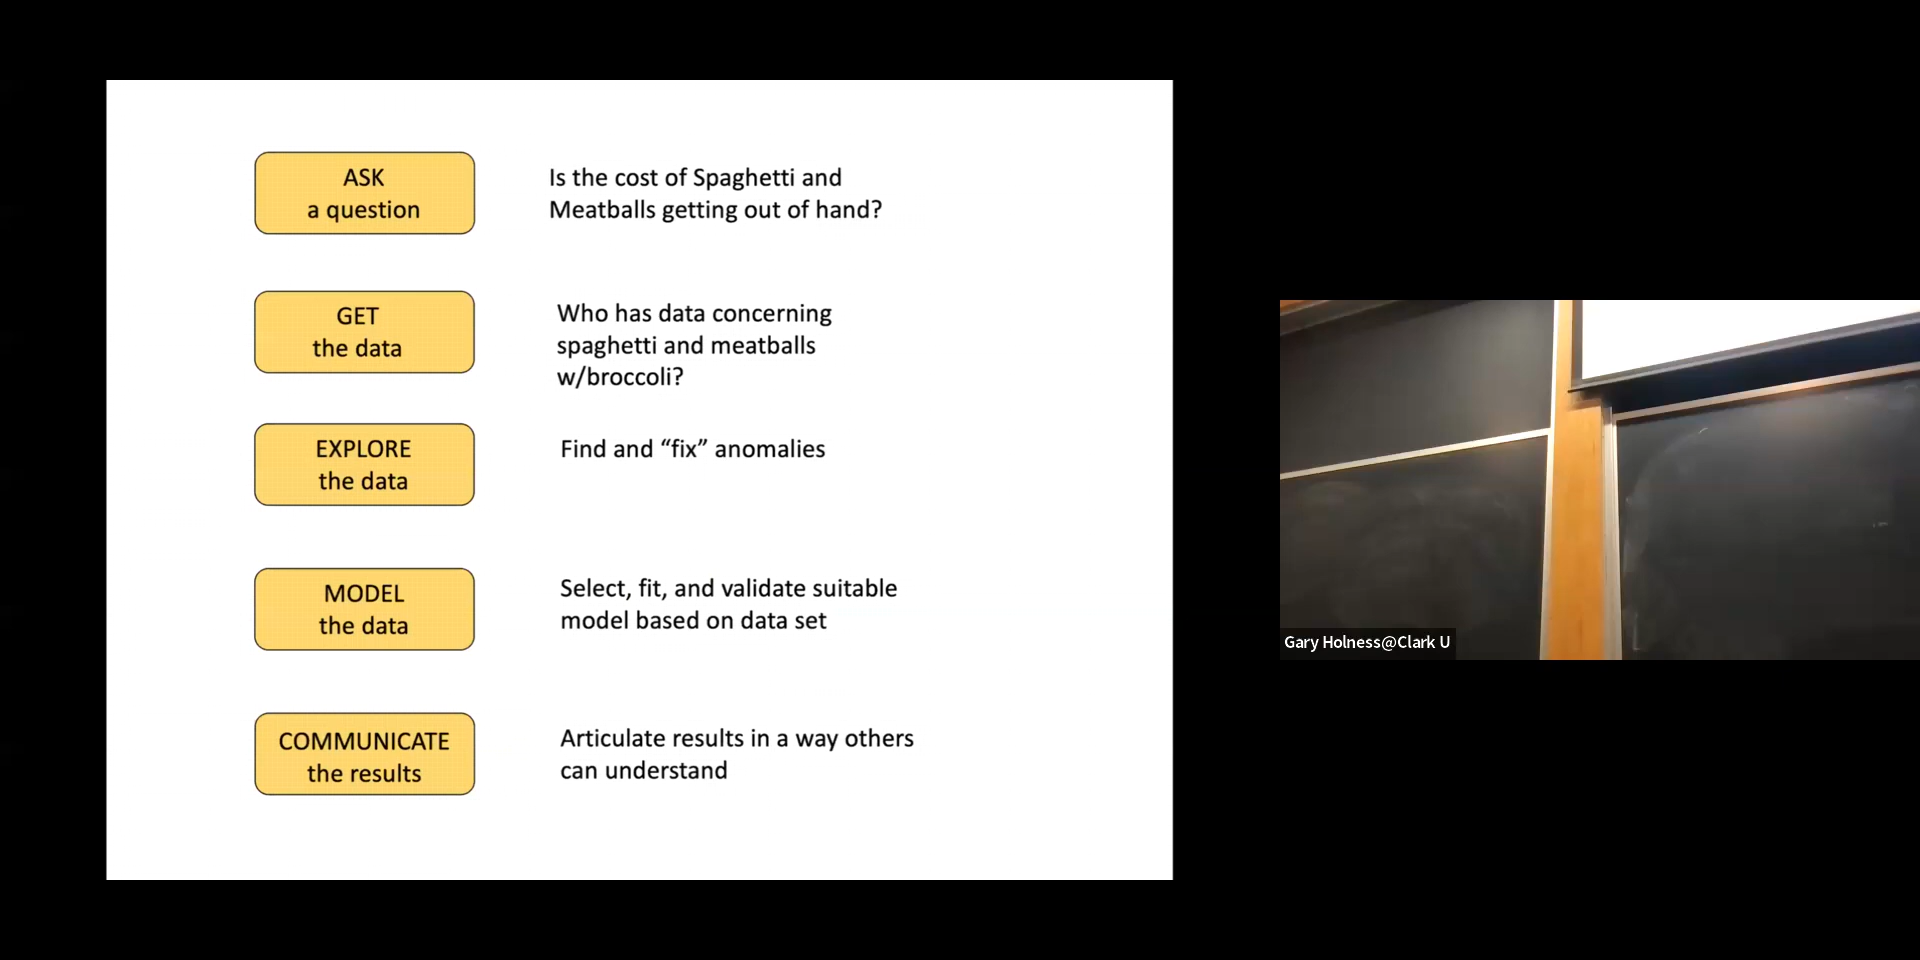 ASK
a question
Is the cost of Spaghetti and
Meatballs getting out of hand?
GET
the data
Who has data concerning
spaghetti and meatballs
w/broccoli?
EXPLORE
the data
Find and “fix” anomalies
MODEL
the data
Select, fit, and validate suitable
model based on data set
COMMUNICATE
the results
Articulate results in a way others
can understand
Gary Holness@Clark U